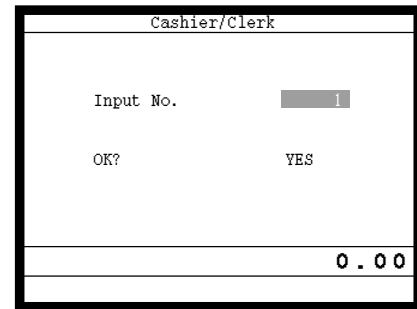 Cashier/Clerk
Input No. 1
OK? YES
0.00